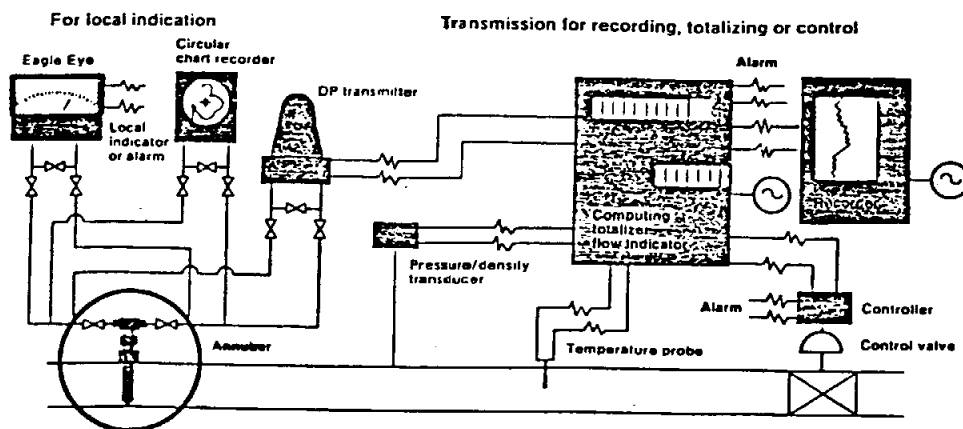 For local indication
Transmission for recording, totalizing or control
Eagle Eye
Circular
chart recorder
Local
indicator
or alarm
DP transmitter
Alarm
Recorder
Computing
totalizer
flow indicator
Pressure/density
transducer
Alarm
Controller
Annubar
Temperature probe
Control valve